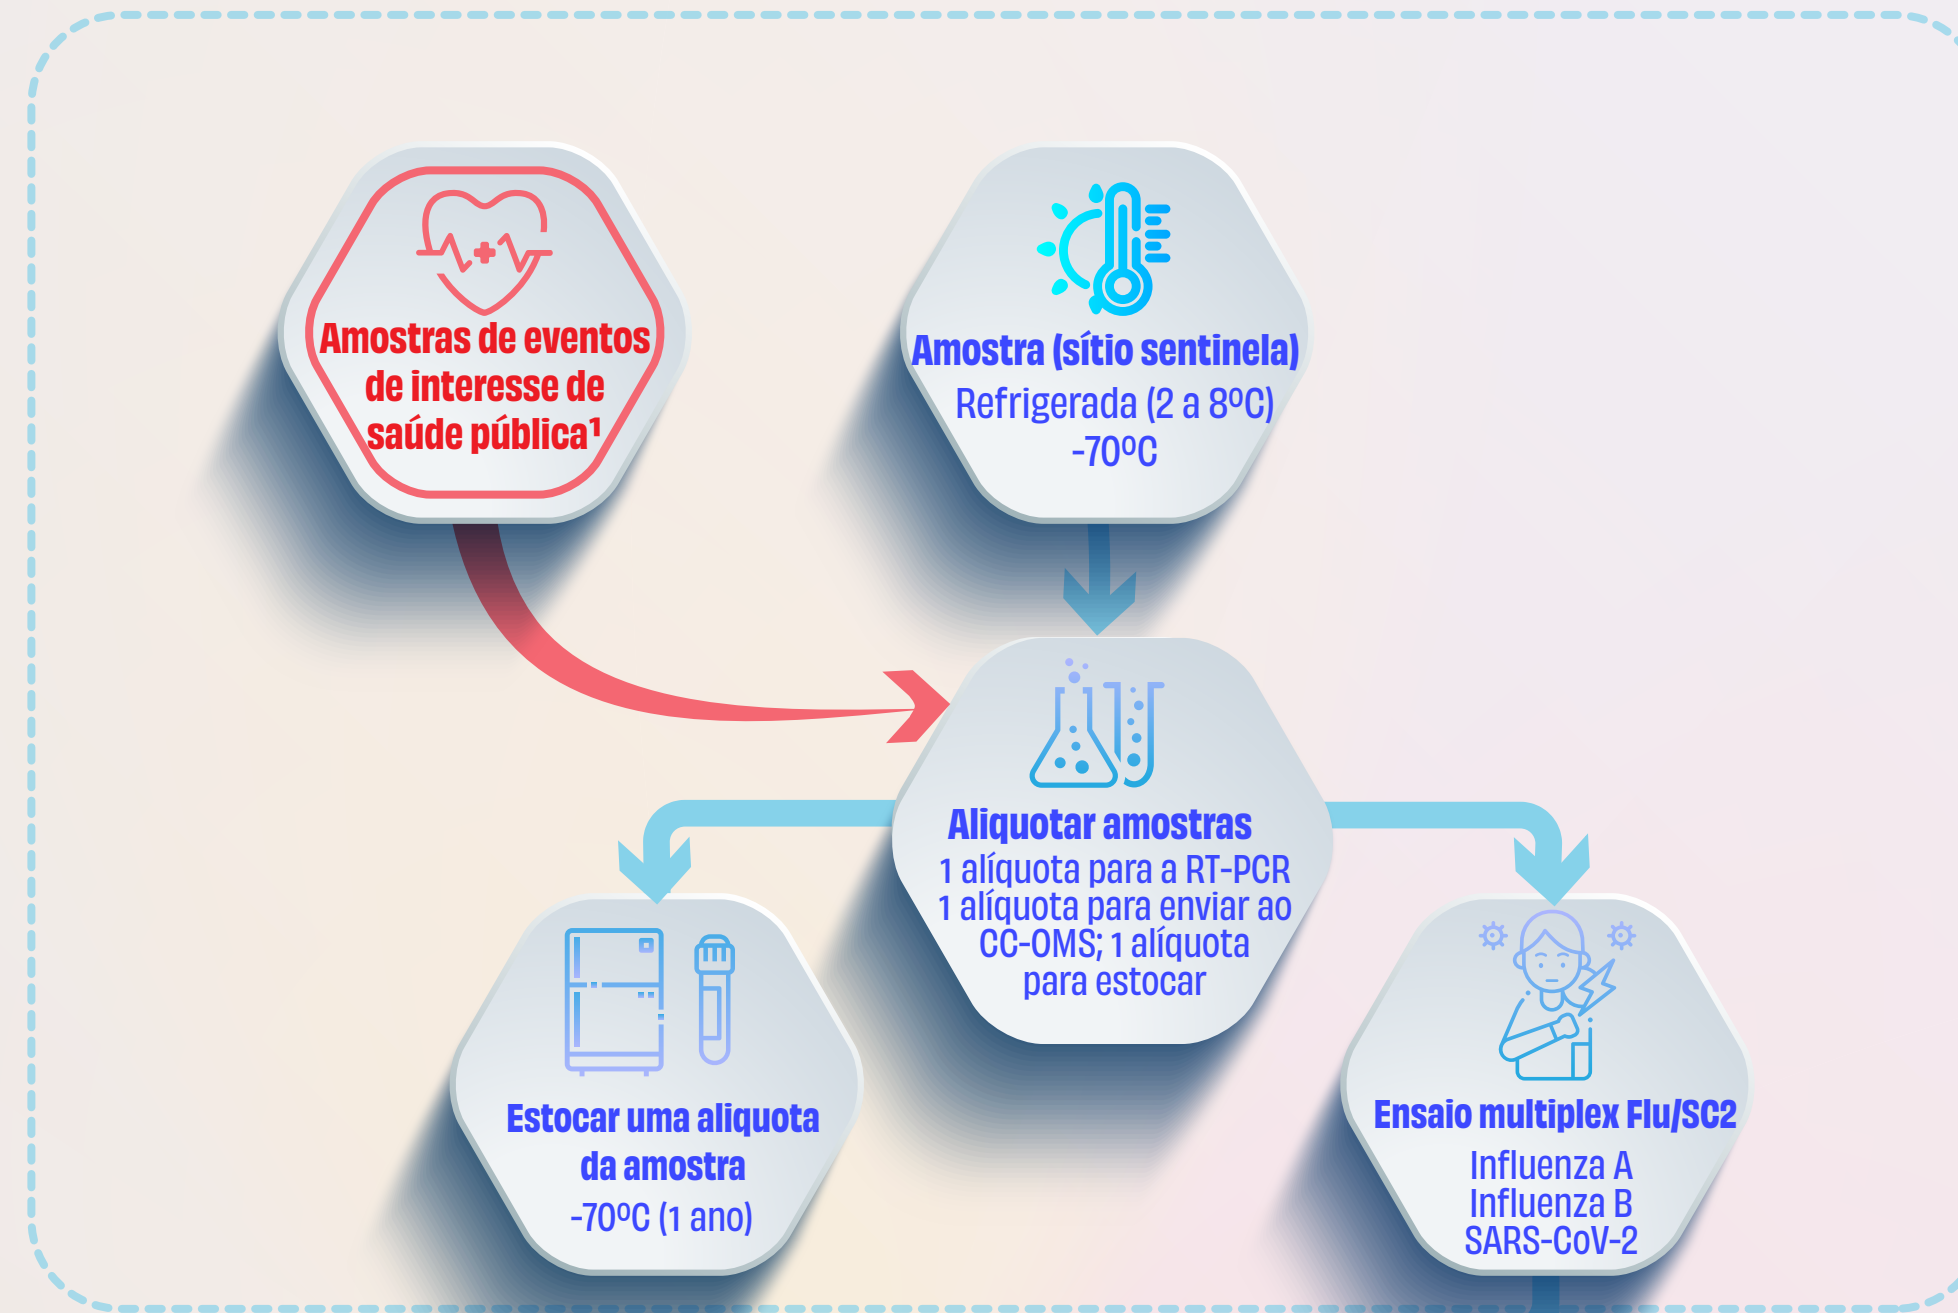 Amostras de eventos
de interesse de
saúde pública¹
Amostra (sítio sentinela)
Refrigerada (2 a 8ºC)
-70ºC
Aliquotar amostras
1 alíquota para a RT-PCR
1 alíquota para enviar ao
CC-OMS; 1 alíquota
para estocar
Estocar uma aliquota
da amostra
-70ºC (1 ano)
Ensaio multiplex Flu/SC2
Influenza A
Influenza B
SARS-CoV-2